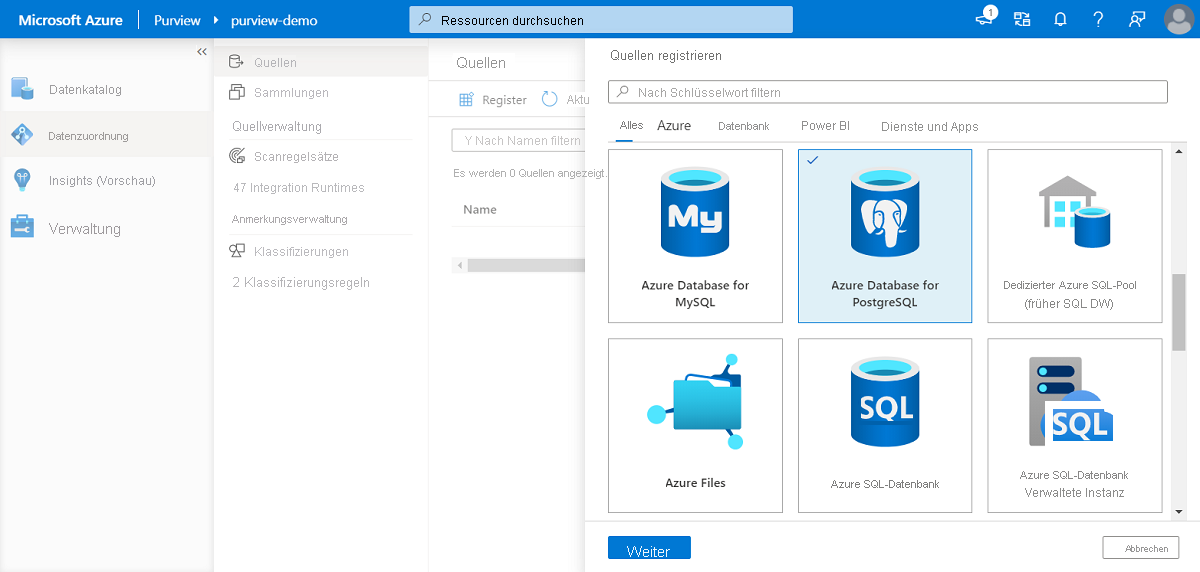 Microsoft Azure
Purview
purview-demo
Ressourcen durchsuchen
1
Datenkatalog
Datenzuordnung
Insights (Vorschau)
Verwaltung
Quellen
Sammlungen
Quellverwaltung
Scanregelsätze
47 Integration Runtimes
Anmerkungsverwaltung
Klassifizierungen
2 Klassifizierungsregeln
Quellen
Register
Aktu
Y Nach Namen filtern
Es werden 0 Quellen angezeigt.
Name
Quellen registrieren
Nach Schlüsselwort filtern
Alles
Azure
Datenbank
Power BI
Dienste und Apps
My
Azure Database for
MySQL
Azure Database for
PostgreSQL
Dedizierter Azure SQL-Pool
(früher SQL DW)
Azure Files
SQL
Azure SQL-Datenbank
SQL
Azure SQL-Datenbank
Verwaltete Instanz
Weiter
Abbrechen